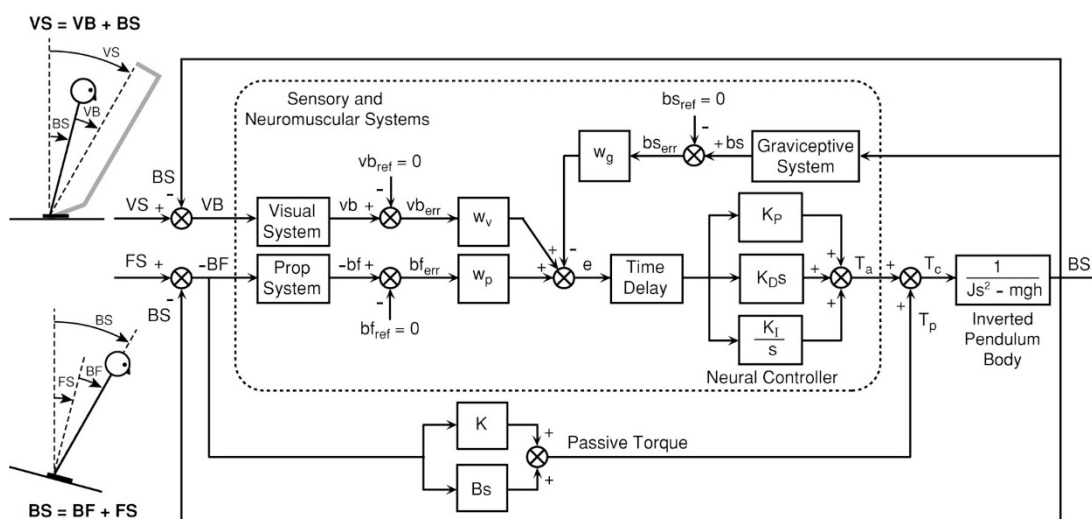 VS = VB + BS
VS
BS
VB
Sensory and
Neuromuscular Systems
bs_ref = 0
-
w_g
bs_err
+ bs
Graviceptive
System
-
BS
-
vb_ref = 0
-
VS +
VB
Visual
System
vb +
vb_err
w_v
+
-
K_P
FS +
-BF
Prop
System
-bf +
bf_err
w_p
+
e
Time
Delay
K_D s
+
+
T_a
+
T_c
1
Js² – mgh
BS
BS
-
-
bf_ref = 0
K_I
s
+
+
T_p
Inverted
Pendulum
Body
Neural Controller
BS
BF
FS
K
+
Passive Torque
Bs
+
BS = BF + FS